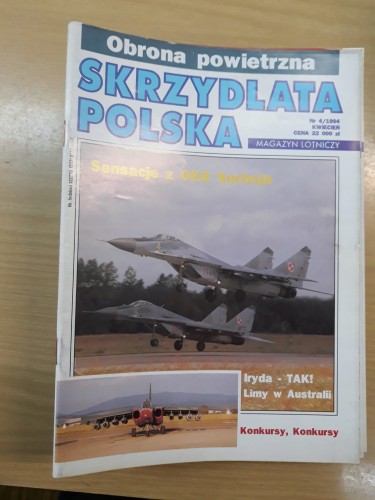 Obrona powietrzna
SKRZYDLATA
POLSKA
Nr 4/1994
KWIECIEŃ
CENA 22 000 zł
MAGAZYN LOTNICZY
Sensacje z
Iryda - TAK!
Limy w Australii
Konkursy, Konkursy